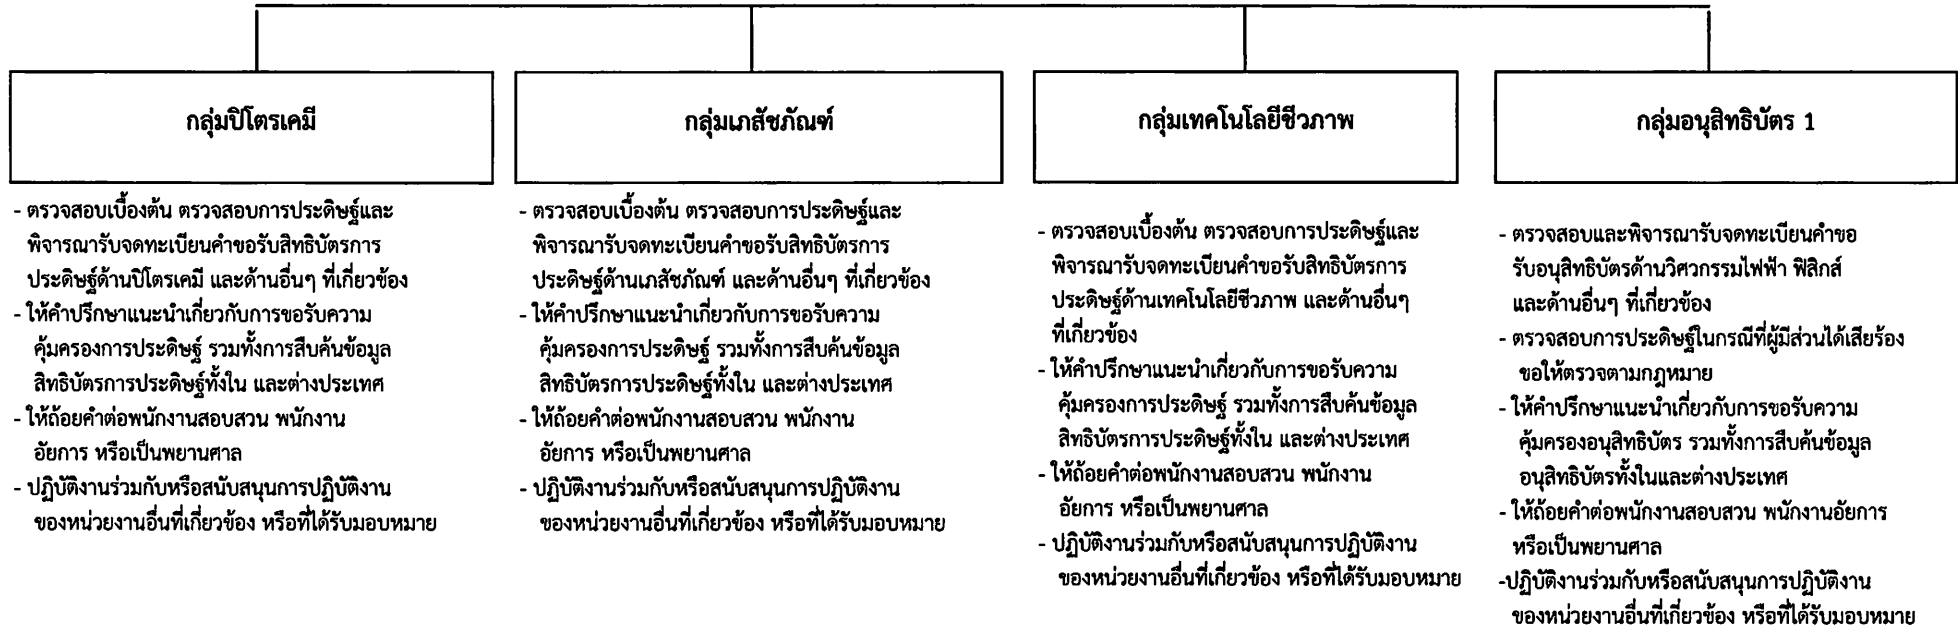 กลุ่มปิโตรเคมี
- ตรวจสอบเบื้องต้น ตรวจสอบการประดิษฐ์และ
พิจารณารับจดทะเบียนคำขอรับสิทธิบัตรการ
ประดิษฐ์ด้านปิโตรเคมี และด้านอื่นๆ ที่เกี่ยวข้อง
- ให้คำปรึกษาแนะนำเกี่ยวกับการขอรับความ
คุ้มครองการประดิษฐ์ รวมทั้งการสืบค้นข้อมูล
สิทธิบัตรการประดิษฐ์ทั้งใน และต่างประเทศ
- ให้ถ้อยคำต่อพนักงานสอบสวน พนักงาน
อัยการ หรือเป็นพยานศาล
- ปฏิบัติงานร่วมกับหรือสนับสนุนการปฏิบัติงาน
ของหน่วยงานอื่นที่เกี่ยวข้อง หรือที่ได้รับมอบหมาย
กลุ่มเภสัชภัณฑ์
- ตรวจสอบเบื้องต้น ตรวจสอบการประดิษฐ์และ
พิจารณารับจดทะเบียนคำขอรับสิทธิบัตรการ
ประดิษฐ์ด้านเภสัชภัณฑ์ และด้านอื่นๆ ที่เกี่ยวข้อง
- ให้คำปรึกษาแนะนำเกี่ยวกับการขอรับความ
คุ้มครองการประดิษฐ์ รวมทั้งการสืบค้นข้อมูล
สิทธิบัตรการประดิษฐ์ทั้งใน และต่างประเทศ
- ให้ถ้อยคำต่อพนักงานสอบสวน พนักงาน
อัยการ หรือเป็นพยานศาล
- ปฏิบัติงานร่วมกับหรือสนับสนุนการปฏิบัติงาน
ของหน่วยงานอื่นที่เกี่ยวข้อง หรือที่ได้รับมอบหมาย
กลุ่มเทคโนโลยีชีวภาพ
- ตรวจสอบเบื้องต้น ตรวจสอบการประดิษฐ์และ
พิจารณารับจดทะเบียนคำขอรับสิทธิบัตรการ
ประดิษฐ์ด้านเทคโนโลยีชีวภาพ และด้านอื่นๆ
ที่เกี่ยวข้อง
- ให้คำปรึกษาแนะนำเกี่ยวกับการขอรับความ
คุ้มครองการประดิษฐ์ รวมทั้งการสืบค้นข้อมูล
สิทธิบัตรการประดิษฐ์ทั้งใน และต่างประเทศ
- ให้ถ้อยคำต่อพนักงานสอบสวน พนักงาน
อัยการ หรือเป็นพยานศาล
- ปฏิบัติงานร่วมกับหรือสนับสนุนการปฏิบัติงาน
ของหน่วยงานอื่นที่เกี่ยวข้อง หรือที่ได้รับมอบหมาย
กลุ่มอนุสิทธิบัตร 1
- ตรวจสอบและพิจารณารับจดทะเบียนคำขอ
รับอนุสิทธิบัตรด้านวิศวกรรมไฟฟ้า ฟิสิกส์
และด้านอื่นๆ ที่เกี่ยวข้อง
- ตรวจสอบการประดิษฐ์ในกรณีที่ผู้มีส่วนได้เสียร้อง
ขอให้ตรวจตามกฎหมาย
- ให้คำปรึกษาแนะนำเกี่ยวกับการขอรับความ
คุ้มครองอนุสิทธิบัตร รวมทั้งการสืบค้นข้อมูล
อนุสิทธิบัตรทั้งในและต่างประเทศ
- ให้ถ้อยคำต่อพนักงานสอบสวน พนักงานอัยการ
หรือเป็นพยานศาล
-ปฏิบัติงานร่วมกับหรือสนับสนุนการปฏิบัติงาน
ของหน่วยงานอื่นที่เกี่ยวข้อง หรือที่ได้รับมอบหมาย